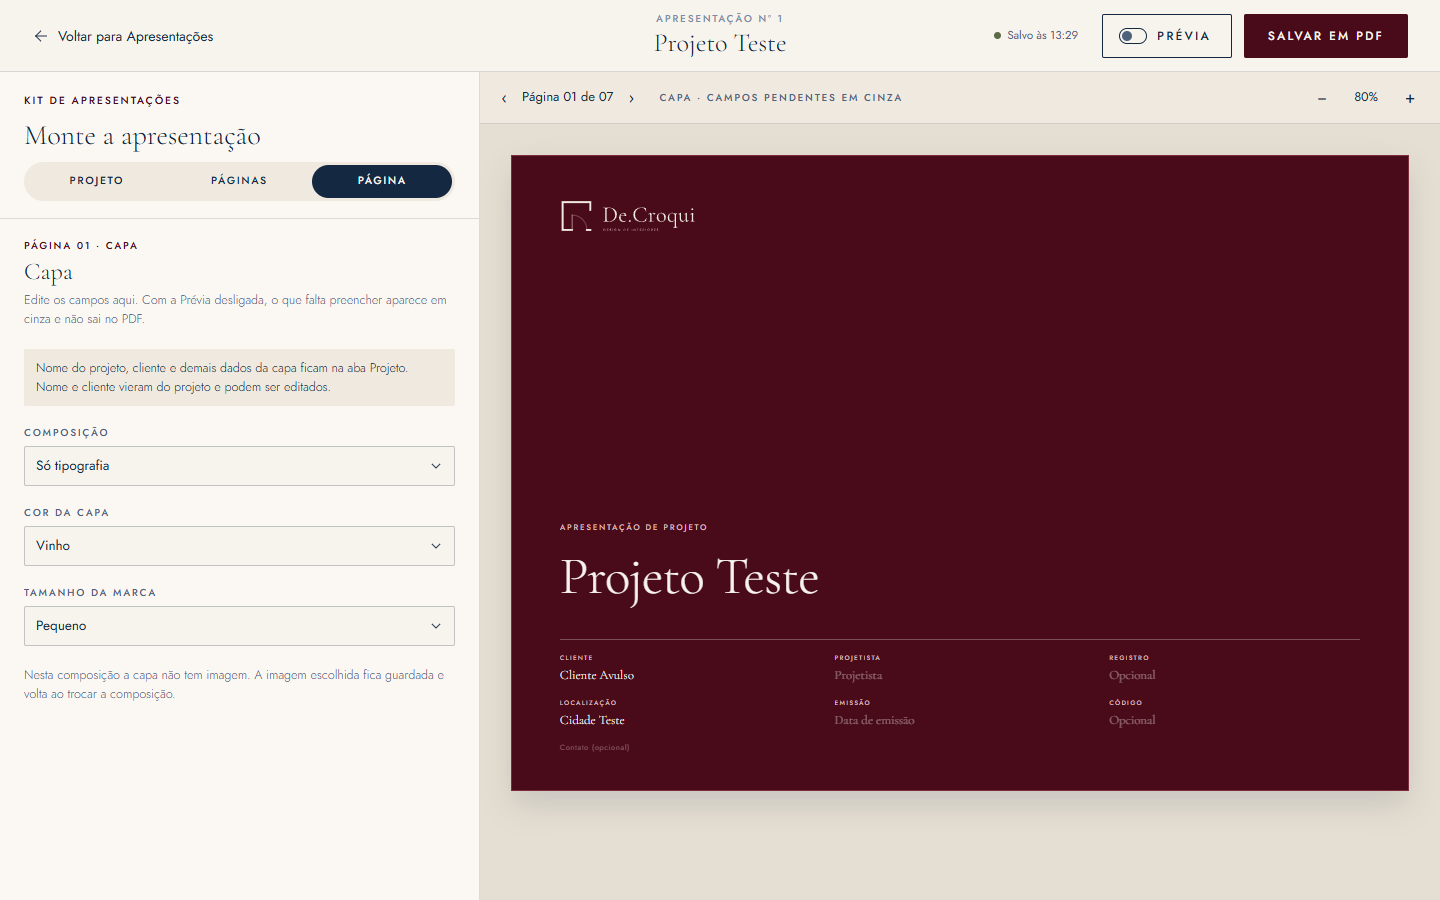 Voltar para Apresentações
APRESENTAÇÃO Nº 1
Projeto Teste
Salvo às 13:29
PRÉVIA
SALVAR EM PDF
KIT DE APRESENTAÇÕES
Monte a apresentação
PROJETO
PÁGINAS
PÁGINA
PÁGINA 01 · CAPA
Capa
Edite os campos aqui. Com a Prévia desligada, o que falta preencher aparece em
cinza e não sai no PDF.
Nome do projeto, cliente e demais dados da capa ficam na aba Projeto.
Nome e cliente vieram do projeto e podem ser editados.
COMPOSIÇÃO
Só tipografia
COR DA CAPA
Vinho
TAMANHO DA MARCA
Pequeno
Nesta composição a capa não tem imagem. A imagem escolhida fica guardada e
volta ao trocar a composição.
‹ Página 01 de 07 ›
CAPA · CAMPOS PENDENTES EM CINZA
− 80% +
De.Croqui
DESIGN DE INTERIORES
APRESENTAÇÃO DE PROJETO
Projeto Teste
CLIENTE
Cliente Avulso
PROJETISTA
Projetista
REGISTRO
Opcional
LOCALIZAÇÃO
Cidade Teste
EMISSÃO
Data de emissão
CÓDIGO
Opcional
Contato (opcional)